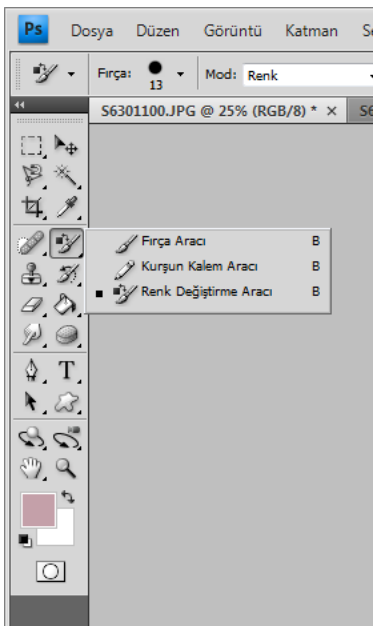 Ps Dosya Düzen Görüntü Katman
Fırça: 13 Mod: Renk
S6301100.JPG @ 25% (RGB/8) * ×
Fırça Aracı B
Kurşun Kalem Aracı B
Renk Değiştirme Aracı B
T